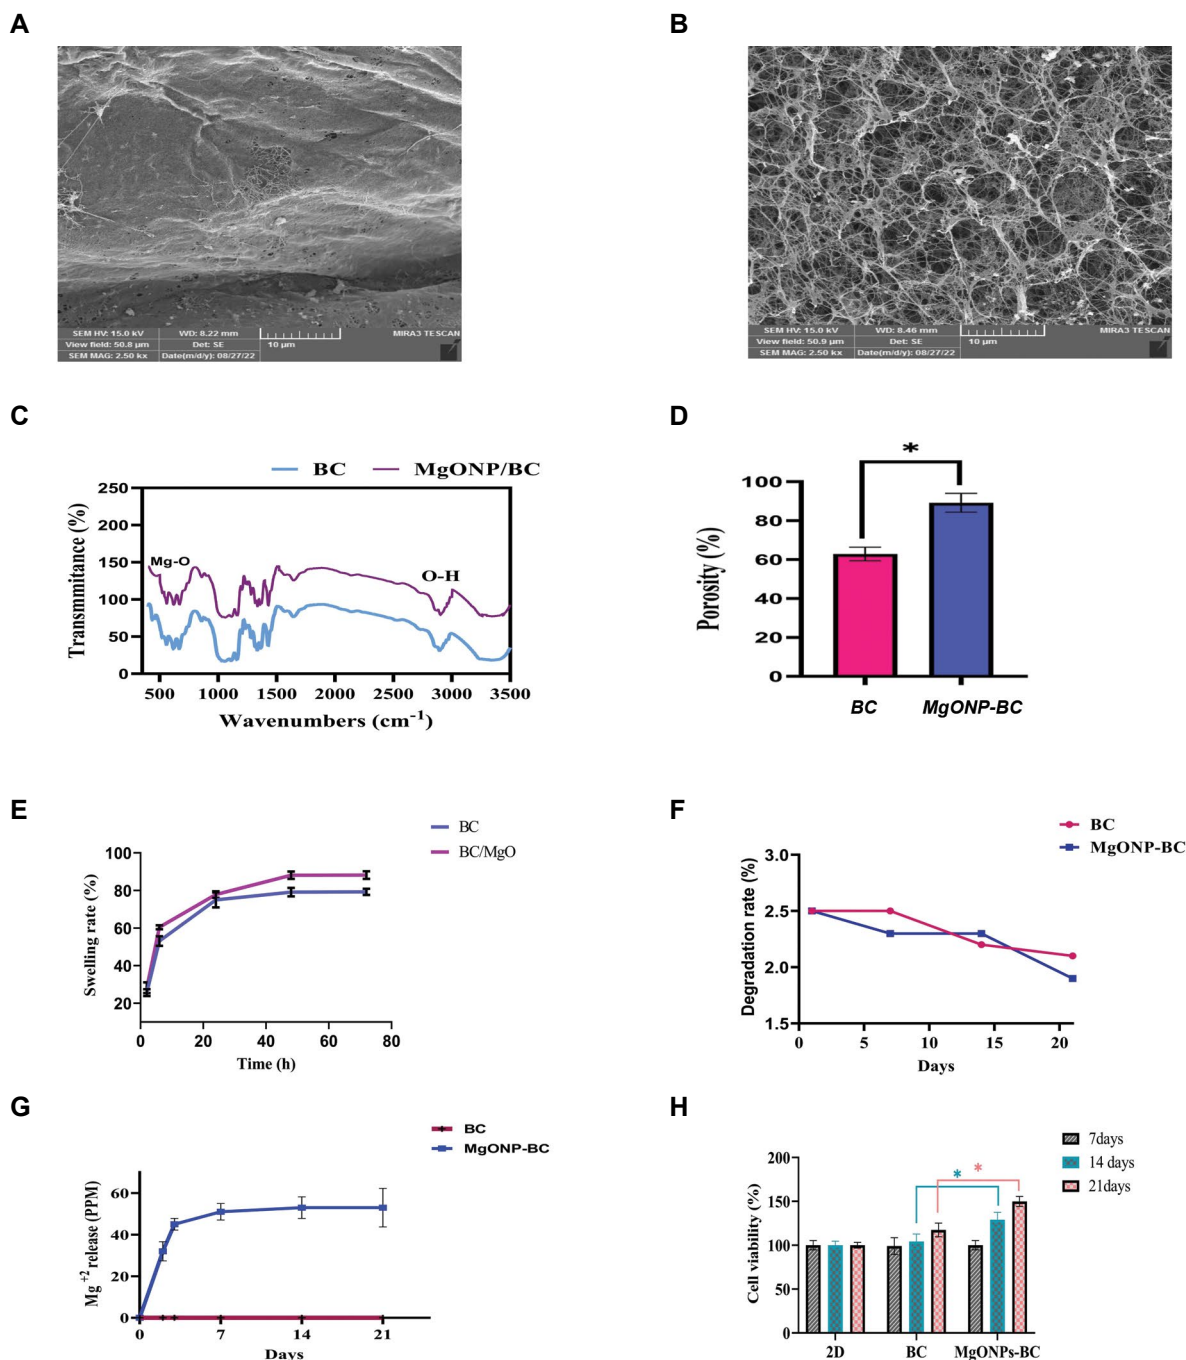 A
SEM HV: 15.0 kV WD: 8.22 mm MIRA3 TESCAN
View field: 50.8 µm Det: SE 10 µm
SEM MAG: 2.50 kx Date(m/d/y): 08/27/22
B
SEM HV: 15.0 kV WD: 8.46 mm MIRA3 TESCAN
View field: 50.9 µm Det: SE 10 µm
SEM MAG: 2.50 kx Date(m/d/y): 08/27/22
C
BC MgONP/BC
Transnmitance (%)
250
200
150
100
50
0
Mg-O
O-H
500 1000 1500 2000 2500 3000 3500
Wavenumbers (cm⁻¹)
D
*
Porosity (%)
100
80
60
40
20
0
BC MgONP-BC
E
BC
BC/MgO
Swelling rate (%)
100
80
60
40
20
0 20 40 60 80
Time (h)
F
BC
MgONP-BC
Degradation rate (%)
3.0
2.5
2.0
1.5
0 5 10 15 20
Days
G
BC
MgONP-BC
Mg⁺² release (PPM)
60
40
20
0
0 7 14 21
Days
H
7days
14 days
21days
* *
Cell viability (%)
200
150
100
50
0
2D BC MgONPs-BC